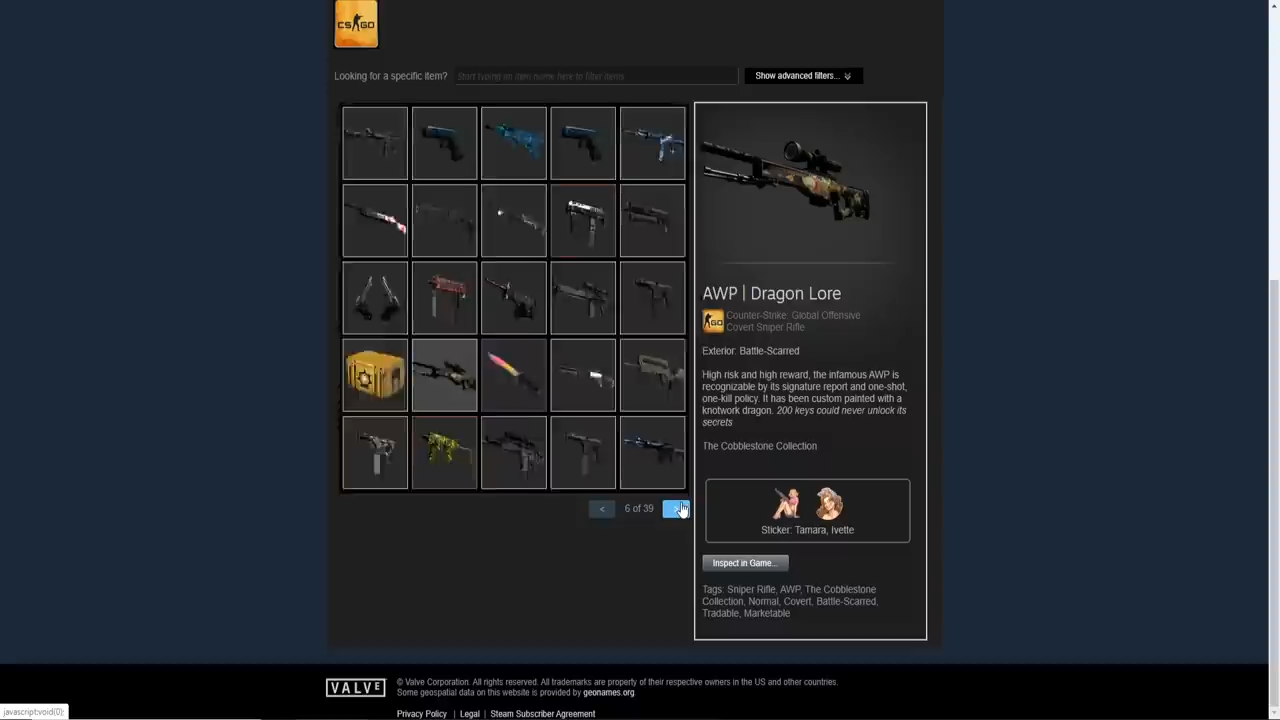 CS GO
Looking for a specific item?
Start typing an item name here to filter items
Show advanced filters...
AWP | Dragon Lore
GO
Counter-Strike: Global Offensive
Covert Sniper Rifle
Exterior: Battle-Scarred
High risk and high reward, the infamous AWP is
recognizable by its signature report and one-shot,
one-kill policy. It has been custom painted with a
knotwork dragon. 200 keys could never unlock its
secrets
The Cobblestone Collection
Sticker: Tamara, Ivette
< 6 of 39 >
Inspect in Game...
Tags: Sniper Rifle, AWP, The Cobblestone
Collection, Normal, Covert, Battle-Scarred,
Tradable, Marketable
VALVE
© Valve Corporation. All rights reserved. All trademarks are property of their respective owners in the US and other countries.
Some geospatial data on this website is provided by geonames.org.
javascript:void(0);
Privacy Policy | Legal | Steam Subscriber Agreement